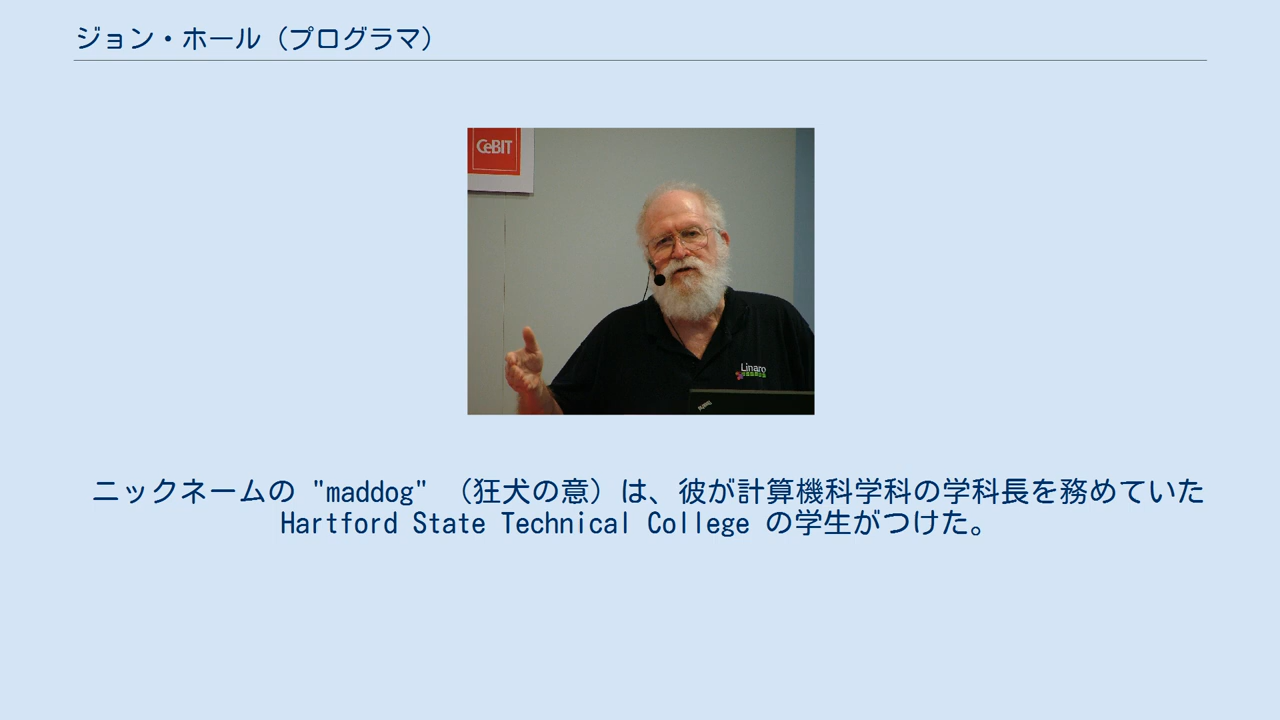 ジョン・ホール（プログラマ）
CeBIT
Linaro
ニックネームの "maddog" （狂犬の意）は、彼が計算機科学科の学科長を務めていた
Hartford State Technical College の学生がつけた。